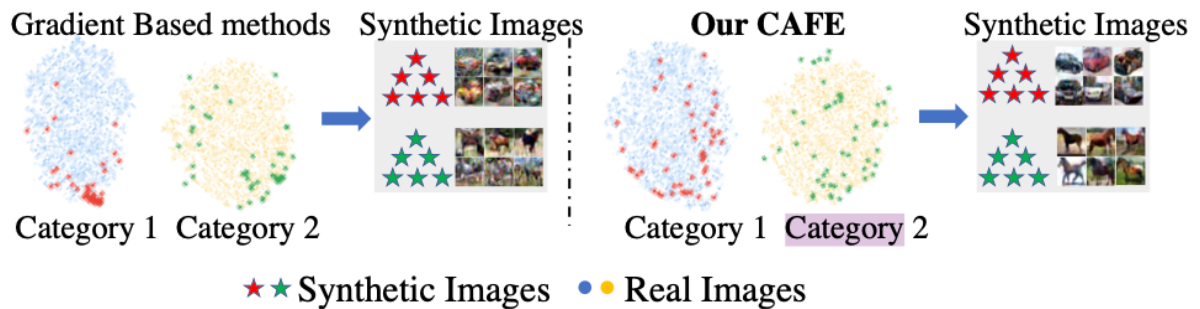 Gradient Based methods
Synthetic Images
Our CAFE
Synthetic Images
Category 1
Category 2
Category 1
Category 2
Synthetic Images
Real Images